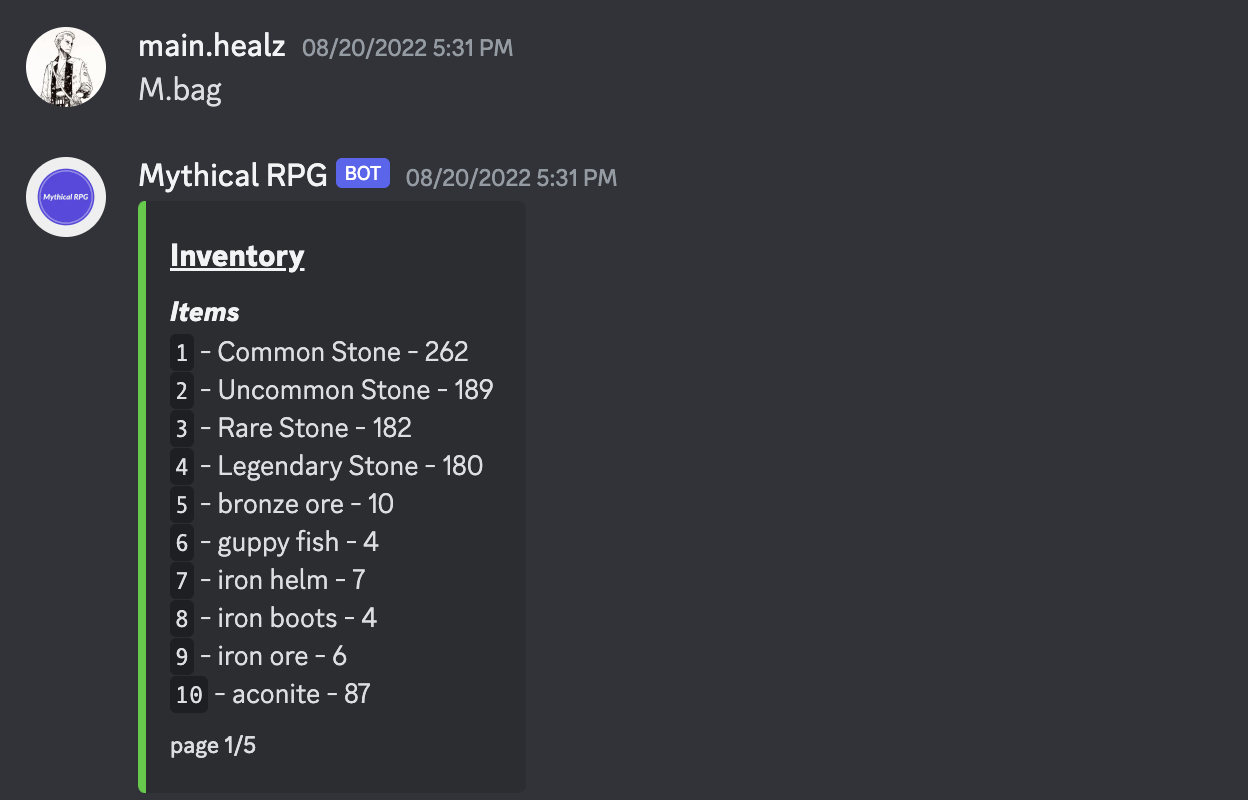 main.healz 08/20/2022 5:31 PM
M.bag
Mythical RPG
Mythical RPG BOT 08/20/2022 5:31 PM
Inventory
Items
1 - Common Stone - 262
2 - Uncommon Stone - 189
3 - Rare Stone - 182
4 - Legendary Stone - 180
5 - bronze ore - 10
6 - guppy fish - 4
7 - iron helm - 7
8 - iron boots - 4
9 - iron ore - 6
10 - aconite - 87
page 1/5